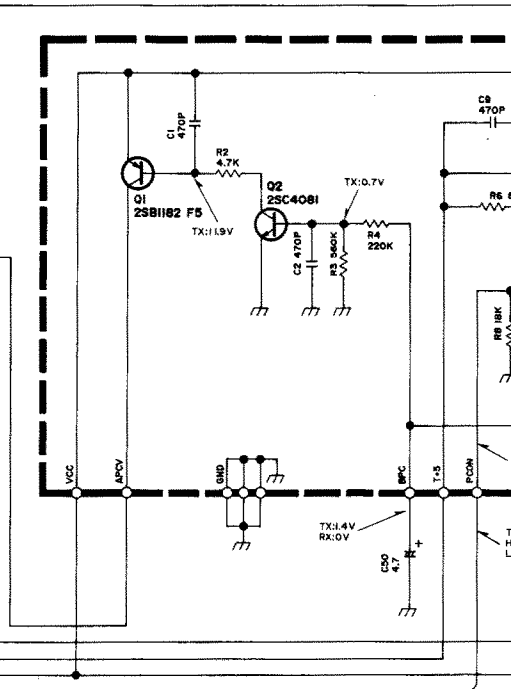 C9
470P
C1
470P
R2
4.7K
Q1
2SB1182 F5
Q2
2SC4081
TX:11.9V
TX:0.7V
R4
220K
C2 470P
R3 560K
R6
R8 18K
VCC
APCV
GND
BPC
T+5
PCON
TX:1.4V
RX:0V
C50
4.7
+
T
H
L